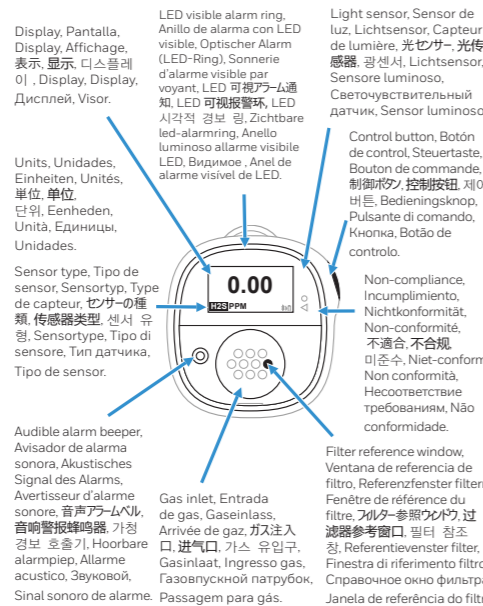 Display, Pantalla,
Display, Affichage,
表示, 显示, 디스플레
이 , Display, Display,
Дисплей, Visor.
LED visible alarm ring,
Anillo de alarma con LED
visible, Optischer Alarm
(LED-Ring), Sonnerie
d'alarme visible par
voyant, LED 可視アラーム通
知, LED 可视报警环, LED
시각적 경보 링, Zichtbare
led-alarmring, Anello
luminoso allarme visibile
LED, Видимое , Anel de
alarme visível de LED.
Light sensor, Sensor de
luz, Lichtsensor, Capteur
de lumière, 光センサー, 光传
感器, 광센서, Lichtsensor,
Sensore luminoso,
Светочувствительный
датчик, Sensor luminoso
Control button, Botón
de control, Steuertaste,
Bouton de commande,
制御ボタン, 控制按钮, 제어
버튼, Bedieningsknop,
Pulsante di comando,
Кнопка, Botão de
controlo.
Units, Unidades,
Einheiten, Unités,
単位, 单位,
단위, Eenheden,
Unità, Единицы,
Unidades.
Sensor type, Tipo de
sensor, Sensortyp, Type
de capteur, センサーの種
類, 传感器类型, 센서 유
형, Sensortype, Tipo di
sensore, Тип датчика,
Tipo de sensor.
0.00
H2S PPM
Non-compliance,
Incumplimiento,
Nichtkonformität,
Non-conformité,
不適合, 不合规,
미준수, Niet-conform
Non conformità,
Несоответствие
требованиям, Não
conformidade.
Audible alarm beeper,
Avisador de alarma
sonora, Akustisches
Signal des Alarms,
Avertisseur d'alarme
sonore, 音声アラームベル,
音响警报蜂鸣器, 가청
경보 호출기, Hoorbare
alarmpiep, Allarme
acustico, Звуковой,
Sinal sonoro de alarme.
Gas inlet, Entrada
de gas, Gaseinlass,
Arrivée de gaz, ガス注入
口, 进气口, 가스 유입구,
Gasinlaat, Ingresso gas,
Газовпускной патрубок,
Passagem para gás.
Filter reference window,
Ventana de referencia de
filtro, Referenzfenster filter
Fenêtre de référence du
filtre, フィルター参照ウィンドウ, 过
滤器参考窗口, 필터 참조
창, Referentievenster filter,
Finestra di riferimento filtro
Справочное окно фильтра
Janela de referência do filtr